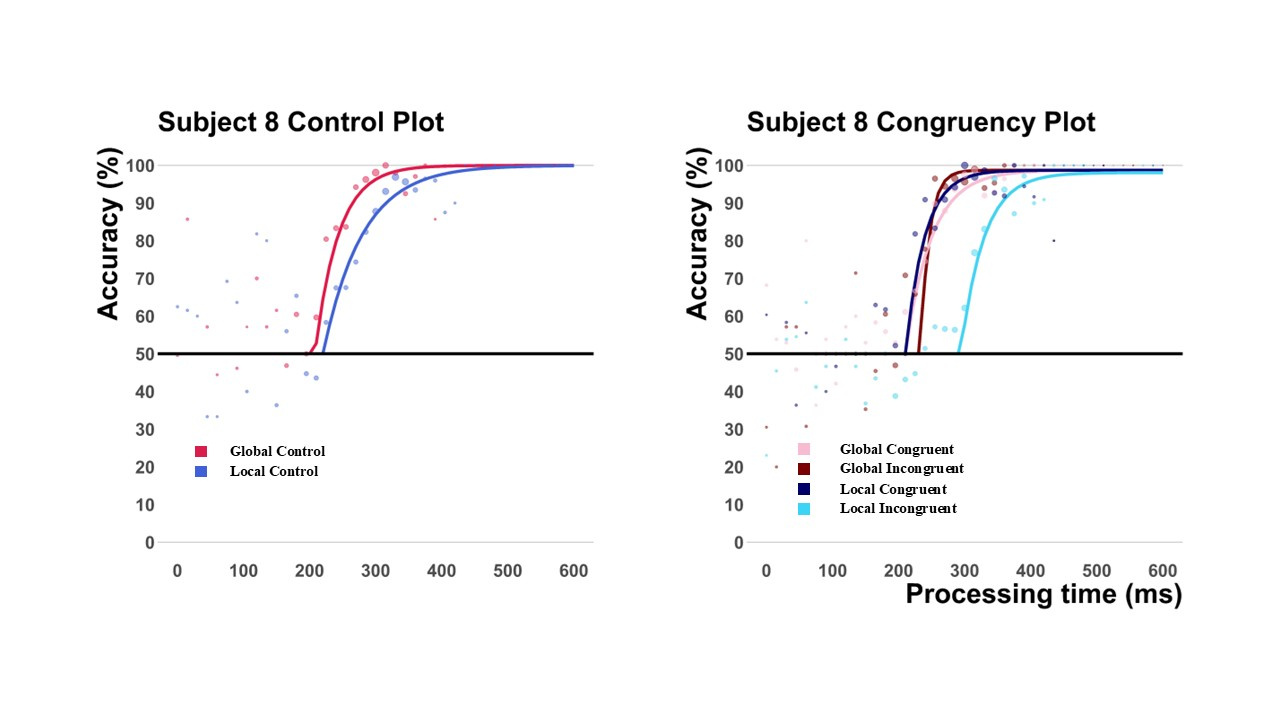 Subject 8 Control Plot
Accuracy (%)
100
90
80
70
60
50
40
30
20
10
0
Global Control
Local Control
0 100 200 300 400 500 600
Subject 8 Congruency Plot
Accuracy (%)
100
90
80
70
60
50
40
30
20
10
0
Global Congruent
Global Incongruent
Local Congruent
Local Incongruent
0 100 200 300 400 500 600
Processing time (ms)